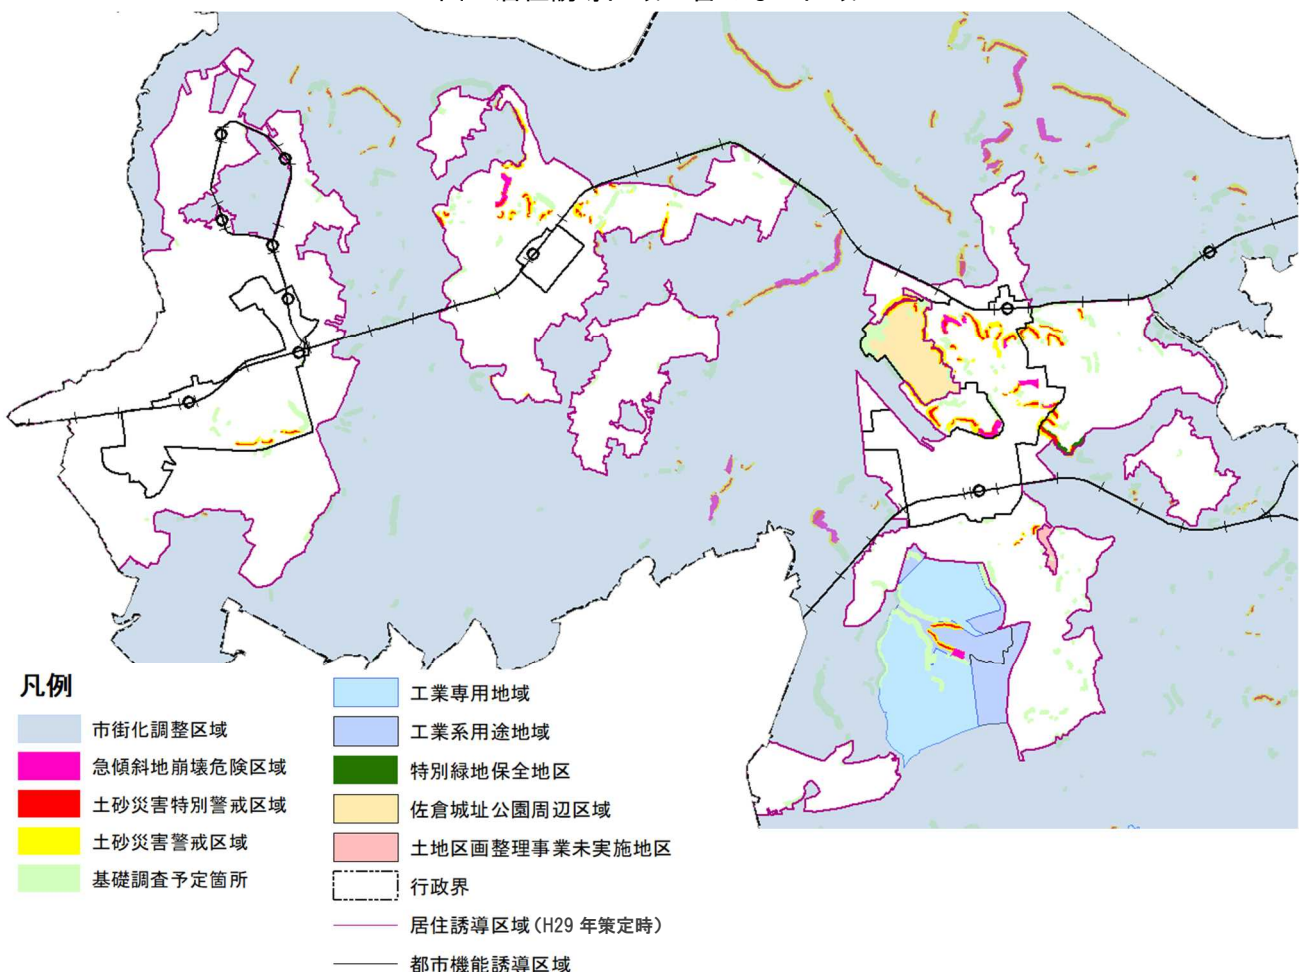 凡例
市街化調整区域
急傾斜地崩壊危険区域
土砂災害特別警戒区域
土砂災害警戒区域
基礎調査予定箇所
工業専用地域
工業系用途地域
特別緑地保全地区
佐倉城址公園周辺区域
土地区画整理事業未実施地区
行政界
居住誘導区域(H29 年策定時)
都市機能誘導区域